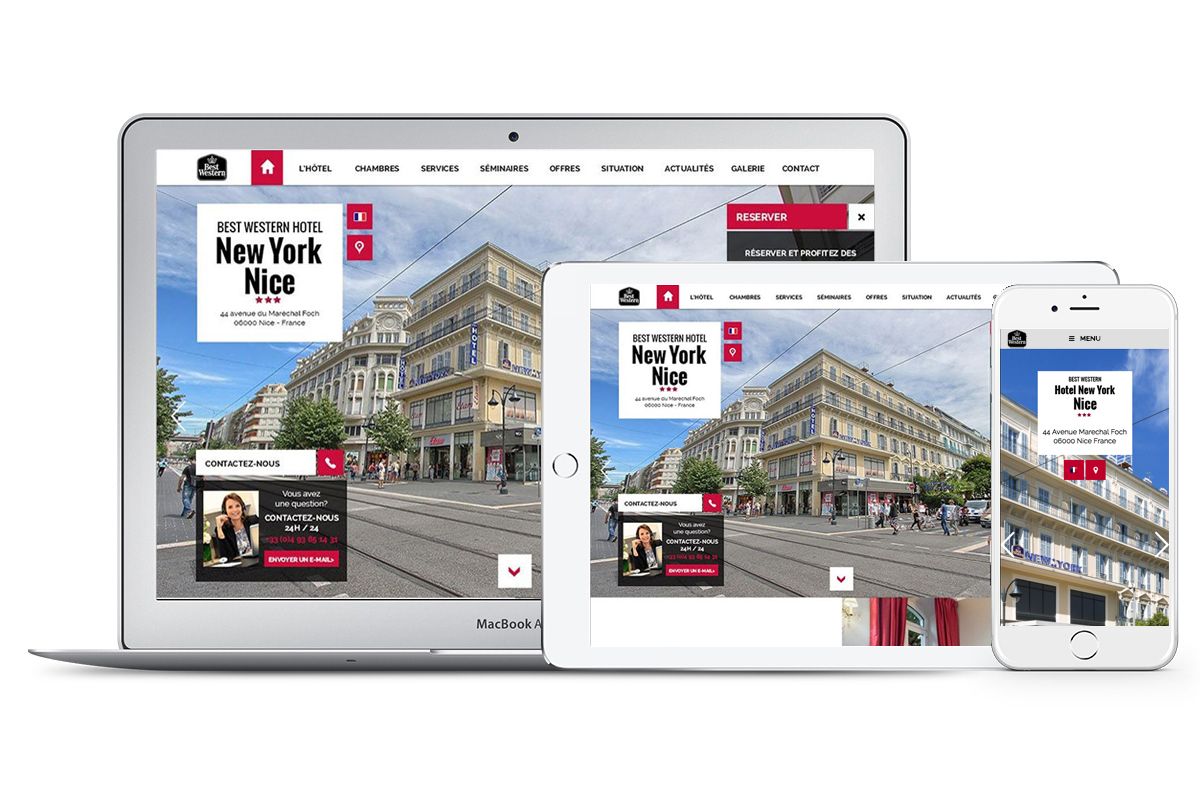 Best
Western
L'HÔTEL
CHAMBRES
SERVICES
SÉMINAIRES
OFFRES
SITUATION
ACTUALITÉS
GALERIE
CONTACT
BEST WESTERN HOTEL
New York
Nice
44 avenue du Marechal Foch
06000 Nice - France
RESERVER
RÉSERVER ET PROFITEZ DES
HOTEL
CONTACTEZ-NOUS
Vous avez
une question?
CONTACTEZ-NOUS
24H / 24
+33 (0)4 93 85 14 31
ENVOYER UN E-MAIL>
MacBook A
Best
Western
L'HÔTEL
CHAMBRES
SERVICES
SÉMINAIRES
OFFRES
SITUATION
ACTUALITÉS
BEST WESTERN HOTEL
New York
Nice
44 avenue du Marechal Foch
06000 Nice - France
HOTEL
CONTACTEZ-NOUS
Vous avez
une question?
CONTACTEZ-NOUS
24H / 24
+33 (0)4 93 85 14 31
ENVOYER UN E-MAIL>
Best
Western
MENU
BEST WESTERN
Hotel New York
Nice
44 Avenue Marechal Foch
06000 Nice France
NEW YORK